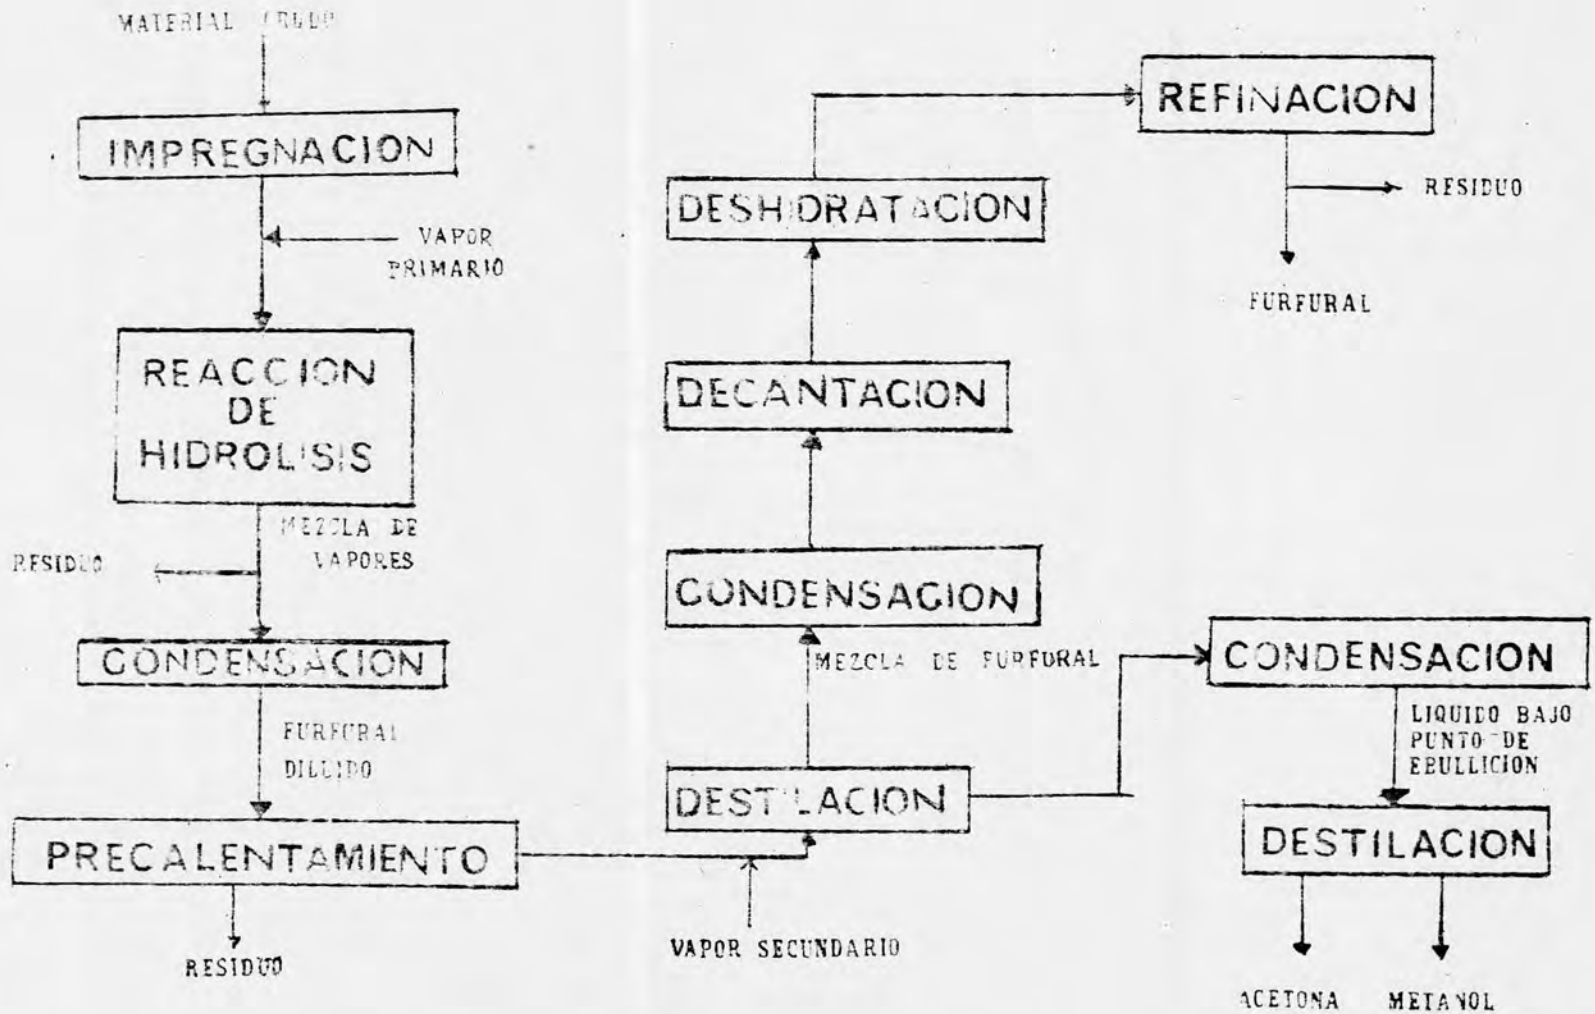 MATERIAL CRUDO
IMPREGNACION
VAPOR
PRIMARIO
REACCION
DE
HIDROLISIS
MEZCLA DE
VAPORES
RESIDUO
CONDENSACION
FURFURAL
DILUIDO
PRECALENTAMIENTO
RESIDUO
VAPOR SECUNDARIO
DESTILACION
MEZCLA DE FURFURAL
CONDENSACION
DECANTACION
DESHIDRATACION
REFINACION
RESIDUO
FURFURAL
CONDENSACION
LIQUIDO BAJO
PUNTO DE
EBULLICION
DESTILACION
ACETONA METANOL